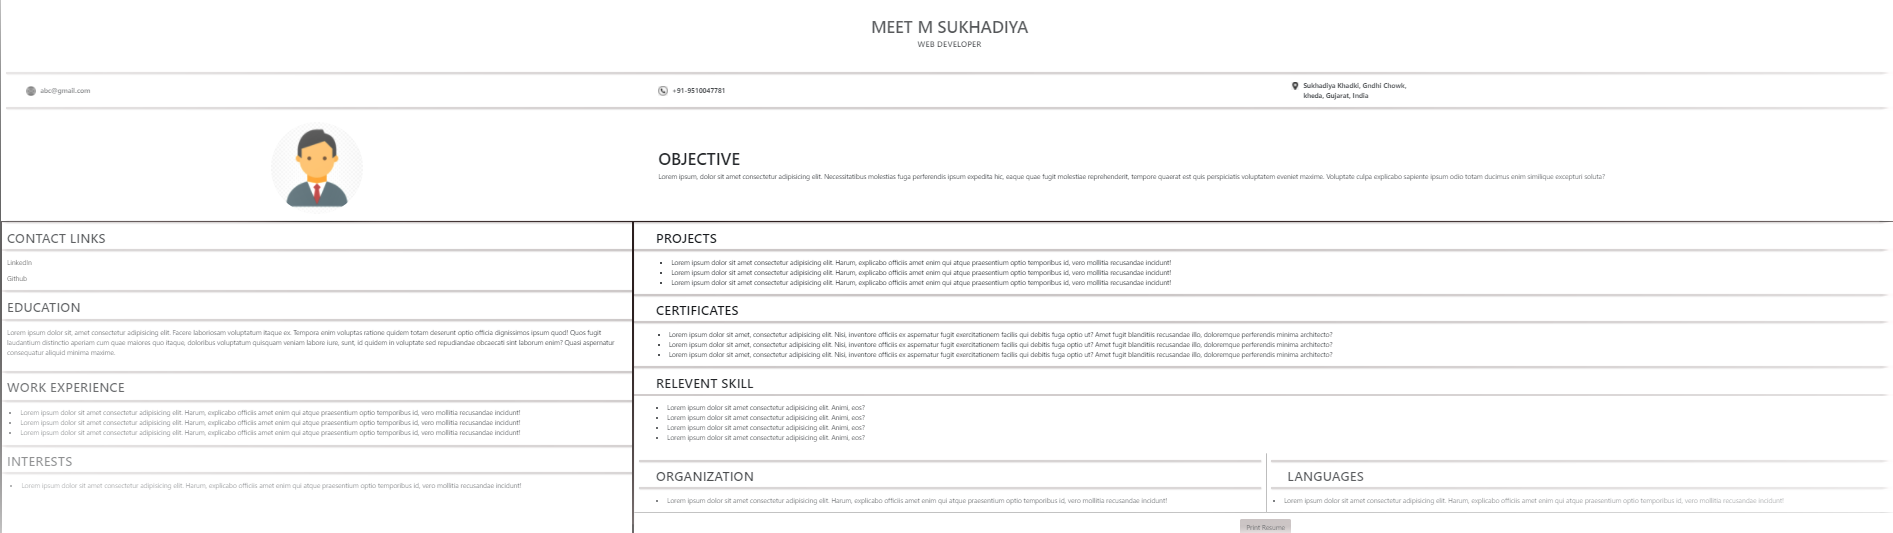 MEET M SUKHADIYA
WEB DEVELOPER
abc@gmail.com
+91-9510047781
Sukhadiya Khadki, Gndhi Chowk,
kheda, Gujarat, India
OBJECTIVE
Lorem ipsum, dolor sit amet consectetur adipisicing elit. Necessitatibus molestias fuga perferendis ipsum expedita hic, eaque quae fugit molestiae reprehenderit, tempore quaerat est quis perspiciatis voluptatem eveniet maxime. Voluptate culpa explicabo sapiente ipsum odio totam ducimus enim similique excepturi soluta?
CONTACT LINKS
LinkedIn
Github
EDUCATION
Lorem ipsum dolor sit, amet consectetur adipisicing elit. Facere laboriosam voluptatum itaque ex. Tempora enim voluptas ratione quidem totam deserunt optio officia dignissimos ipsum quod! Quos fugit
laudantium distinctio aperiam cum quae maiores quo itaque, doloribus voluptatum quisquam veniam labore iure, sunt, id quidem in voluptate sed repudiandae obcaecati sint laborum enim? Quasi aspernatur
consequatur aliquid minima maxime.
WORK EXPERIENCE
Lorem ipsum dolor sit amet consectetur adipisicing elit. Harum, explicabo officiis amet enim qui atque praesentium optio temporibus id, vero mollitia recusandae incidunt!
Lorem ipsum dolor sit amet consectetur adipisicing elit. Harum, explicabo officiis amet enim qui atque praesentium optio temporibus id, vero mollitia recusandae incidunt!
Lorem ipsum dolor sit amet consectetur adipisicing elit. Harum, explicabo officiis amet enim qui atque praesentium optio temporibus id, vero mollitia recusandae incidunt!
INTERESTS
Lorem ipsum dolor sit amet consectetur adipisicing elit. Harum, explicabo officiis amet enim qui atque praesentium optio temporibus id, vero mollitia recusandae incidunt!
PROJECTS
Lorem ipsum dolor sit amet consectetur adipisicing elit. Harum, explicabo officiis amet enim qui atque praesentium optio temporibus id, vero mollitia recusandae incidunt!
Lorem ipsum dolor sit amet consectetur adipisicing elit. Harum, explicabo officiis amet enim qui atque praesentium optio temporibus id, vero mollitia recusandae incidunt!
Lorem ipsum dolor sit amet consectetur adipisicing elit. Harum, explicabo officiis amet enim qui atque praesentium optio temporibus id, vero mollitia recusandae incidunt!
CERTIFICATES
Lorem ipsum dolor sit amet, consectetur adipisicing elit. Nisi, inventore officiis ex aspernatur fugit exercitationem facilis qui debitis fuga optio ut? Amet fugit blanditiis recusandae illo, doloremque perferendis minima architecto?
Lorem ipsum dolor sit amet, consectetur adipisicing elit. Nisi, inventore officiis ex aspernatur fugit exercitationem facilis qui debitis fuga optio ut? Amet fugit blanditiis recusandae illo, doloremque perferendis minima architecto?
Lorem ipsum dolor sit amet, consectetur adipisicing elit. Nisi, inventore officiis ex aspernatur fugit exercitationem facilis qui debitis fuga optio ut? Amet fugit blanditiis recusandae illo, doloremque perferendis minima architecto?
RELEVENT SKILL
Lorem ipsum dolor sit amet consectetur adipisicing elit. Animi, eos?
Lorem ipsum dolor sit amet consectetur adipisicing elit. Animi, eos?
Lorem ipsum dolor sit amet consectetur adipisicing elit. Animi, eos?
Lorem ipsum dolor sit amet consectetur adipisicing elit. Animi, eos?
ORGANIZATION
Lorem ipsum dolor sit amet consectetur adipisicing elit. Harum, explicabo officiis amet enim qui atque praesentium optio temporibus id, vero mollitia recusandae incidunt!
LANGUAGES
Lorem ipsum dolor sit amet consectetur adipisicing elit. Harum, explicabo officiis amet enim qui atque praesentium optio temporibus id, vero mollitia recusandae incidunt!
Print Resume